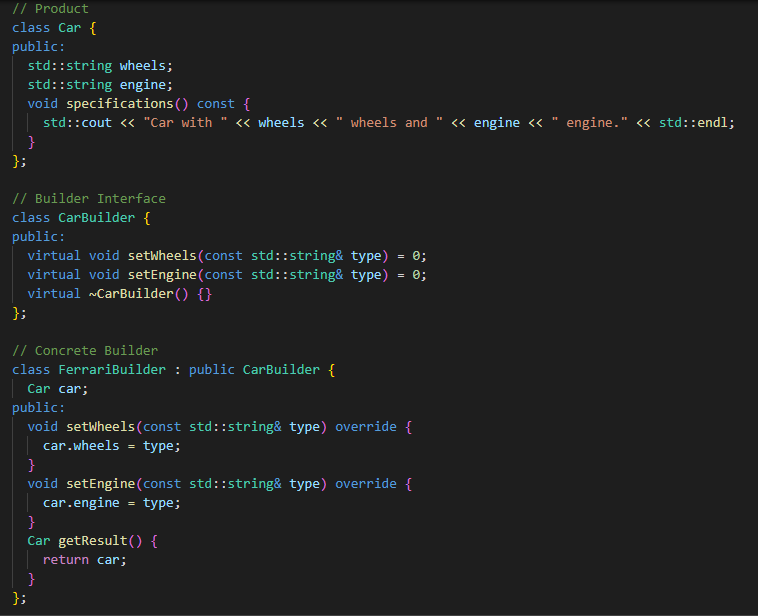 // Product
class Car {
public:
  std::string wheels;
  std::string engine;
  void specifications() const {
    std::cout << "Car with " << wheels << " wheels and " << engine << " engine." << std::endl;
  }
};

// Builder Interface
class CarBuilder {
public:
  virtual void setWheels(const std::string& type) = 0;
  virtual void setEngine(const std::string& type) = 0;
  virtual ~CarBuilder() {}
};

// Concrete Builder
class FerrariBuilder : public CarBuilder {
  Car car;
public:
  void setWheels(const std::string& type) override {
    car.wheels = type;
  }
  void setEngine(const std::string& type) override {
    car.engine = type;
  }
  Car getResult() {
    return car;
  }
};